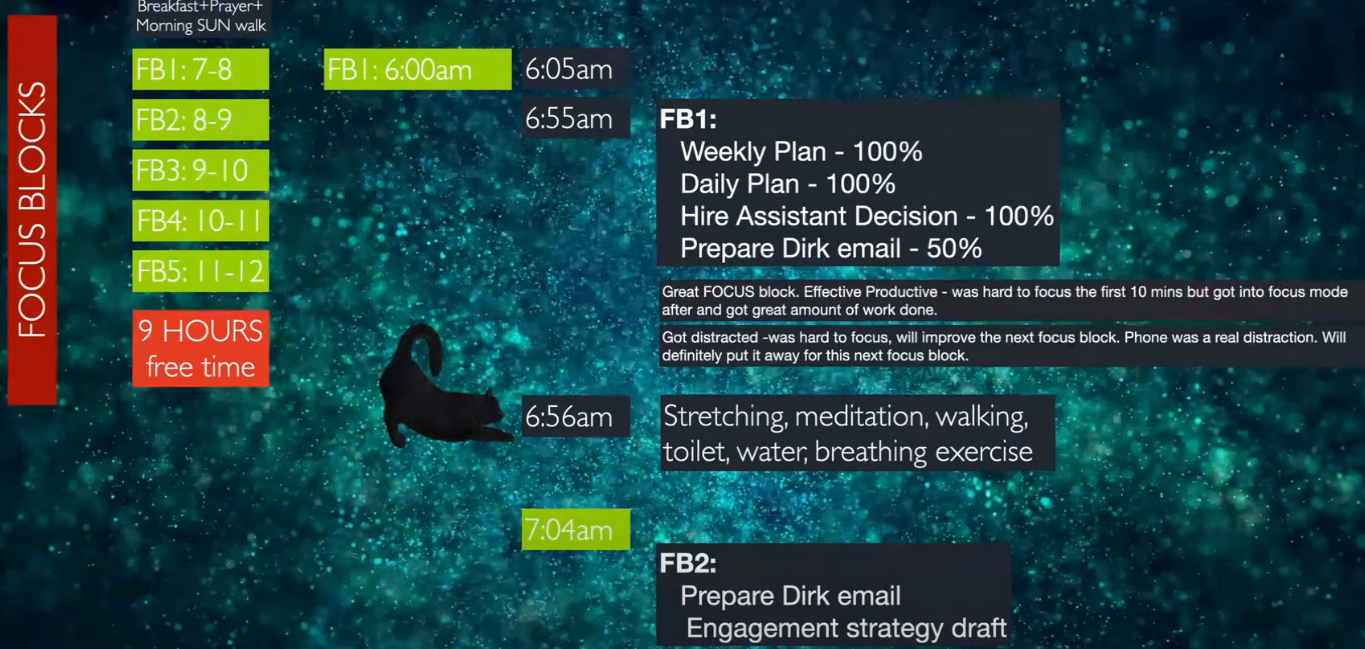 FOCUS BLOCKS
Breakfast+Prayer+
Morning SUN walk
FB1: 7-8
FB2: 8-9
FB3: 9-10
FB4: 10-11
FB5: 11-12
9 HOURS
free time
FB1: 6:00am
6:05am
6:55am
FB1:
Weekly Plan - 100%
Daily Plan - 100%
Hire Assistant Decision - 100%
Prepare Dirk email - 50%
Great FOCUS block. Effective Productive - was hard to focus the first 10 mins but got into focus mode
after and got great amount of work done.
Got distracted -was hard to focus, will improve the next focus block. Phone was a real distraction. Will
definitely put it away for this next focus block.
6:56am
Stretching, meditation, walking,
toilet, water, breathing exercise
7:04am
FB2:
Prepare Dirk email
Engagement strategy draft